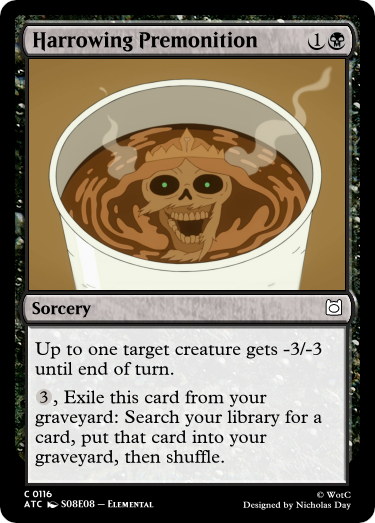 Harrowing Premonition 1
Sorcery
Up to one target creature gets -3/-3
until end of turn.
3, Exile this card from your
graveyard: Search your library for a
card, put that card into your
graveyard, then shuffle.
C 0116
© WotC
ATC S08E08 — Elemental
Designed by Nicholas Day